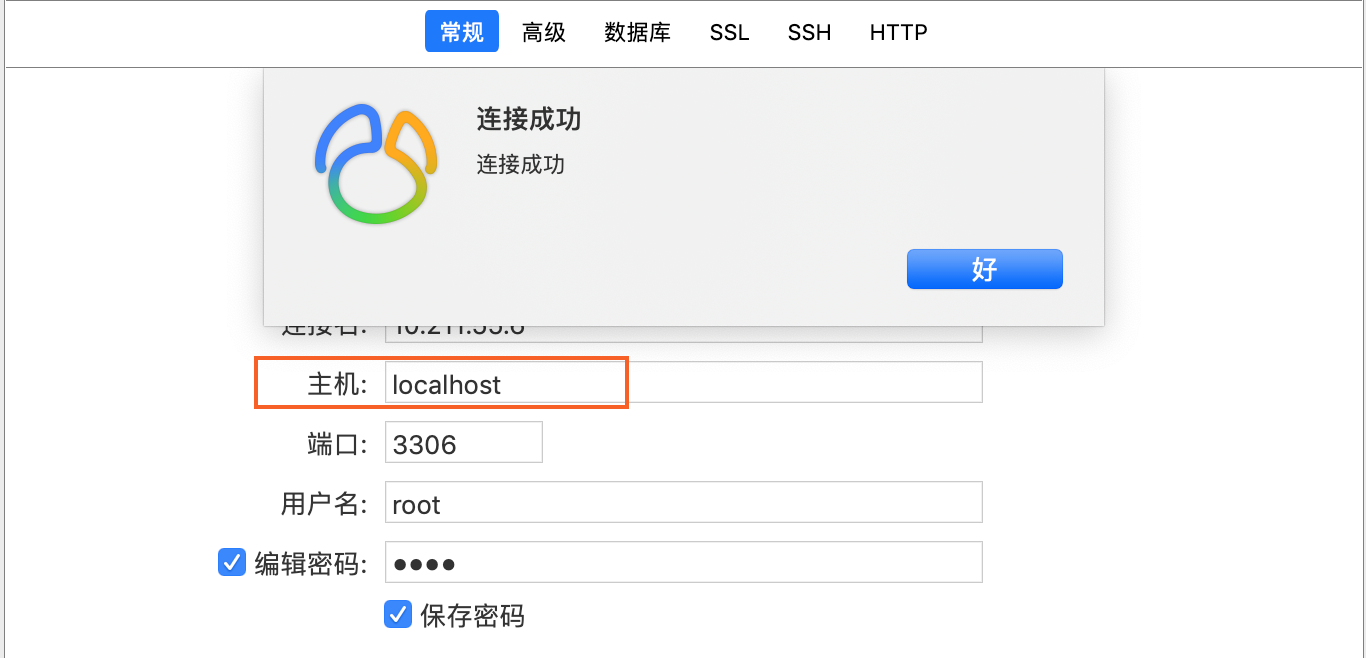 常规 高级 数据库 SSL SSH HTTP
连接成功
连接成功
好
连接名: 10.211.55.6
主机: localhost
端口: 3306
用户名: root
编辑密码: ••••
保存密码